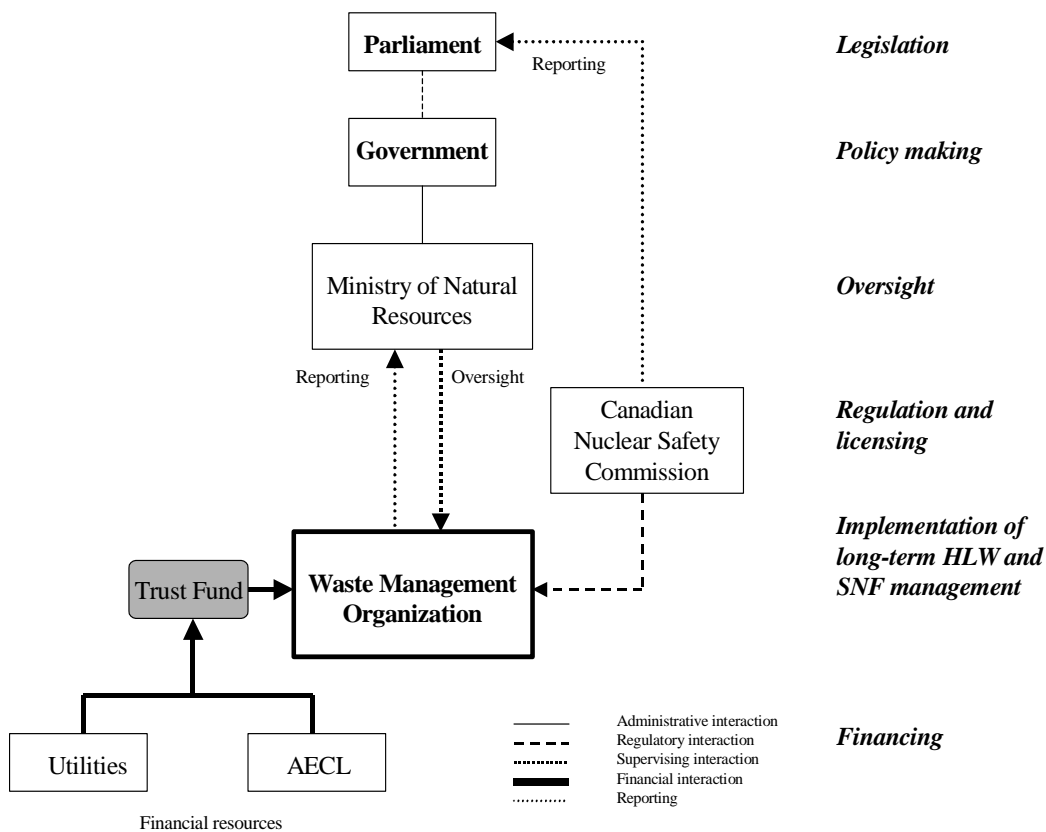 Parliament
Reporting
Legislation
Government
Policy making
Ministry of Natural
Resources
Oversight
Reporting
Oversight
Canadian
Nuclear Safety
Commission
Regulation and
licensing
Trust Fund
Waste Management
Organization
Implementation of
long-term HLW and
SNF management
Utilities
AECL
Financial resources
Administrative interaction
Regulatory interaction
Supervising interaction
Financial interaction
Reporting
Financing